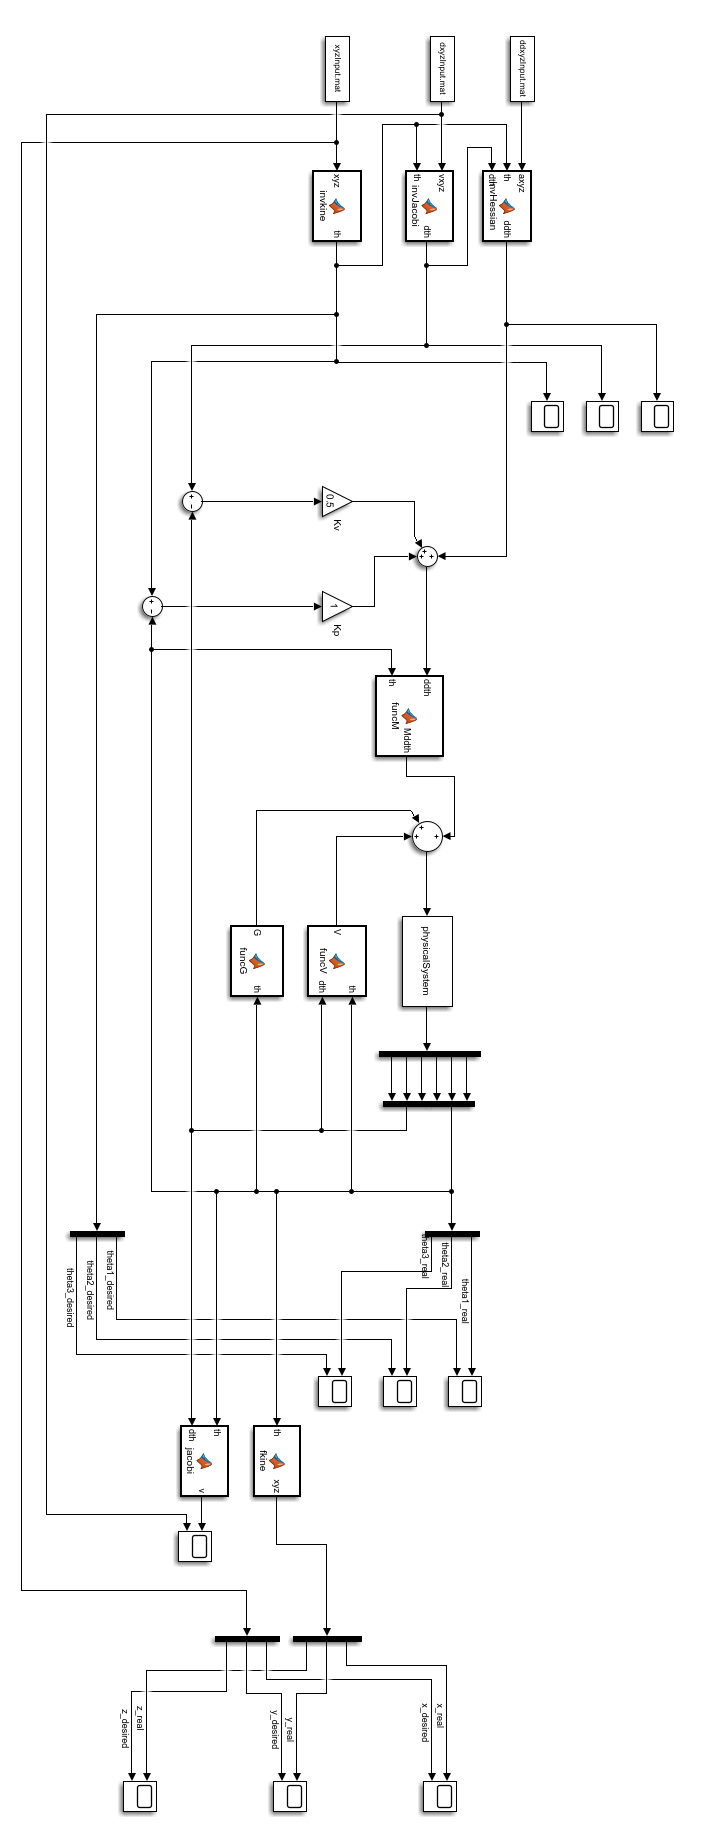 xyzInput.mat
dxyzInput.mat
ddxyzInput.mat
xyz
invkine
th
vxyz
th
invJacobi
dth
axyz
th
dth
invHessian
ddth
+
-
0.5
Kv
+
+
+
+
-
1
Kp
ddth
th
funcM
Mddth
+
+
+
physicalSystem
G
funcG
th
V
funcV
dth
th
theta1_desired
theta2_desired
theta3_desired
theta3_real
theta2_real
theta1_real
th
dth
jacobi
v
th
fkine
xyz
z_real
z_desired
y_real
y_desired
x_real
x_desired